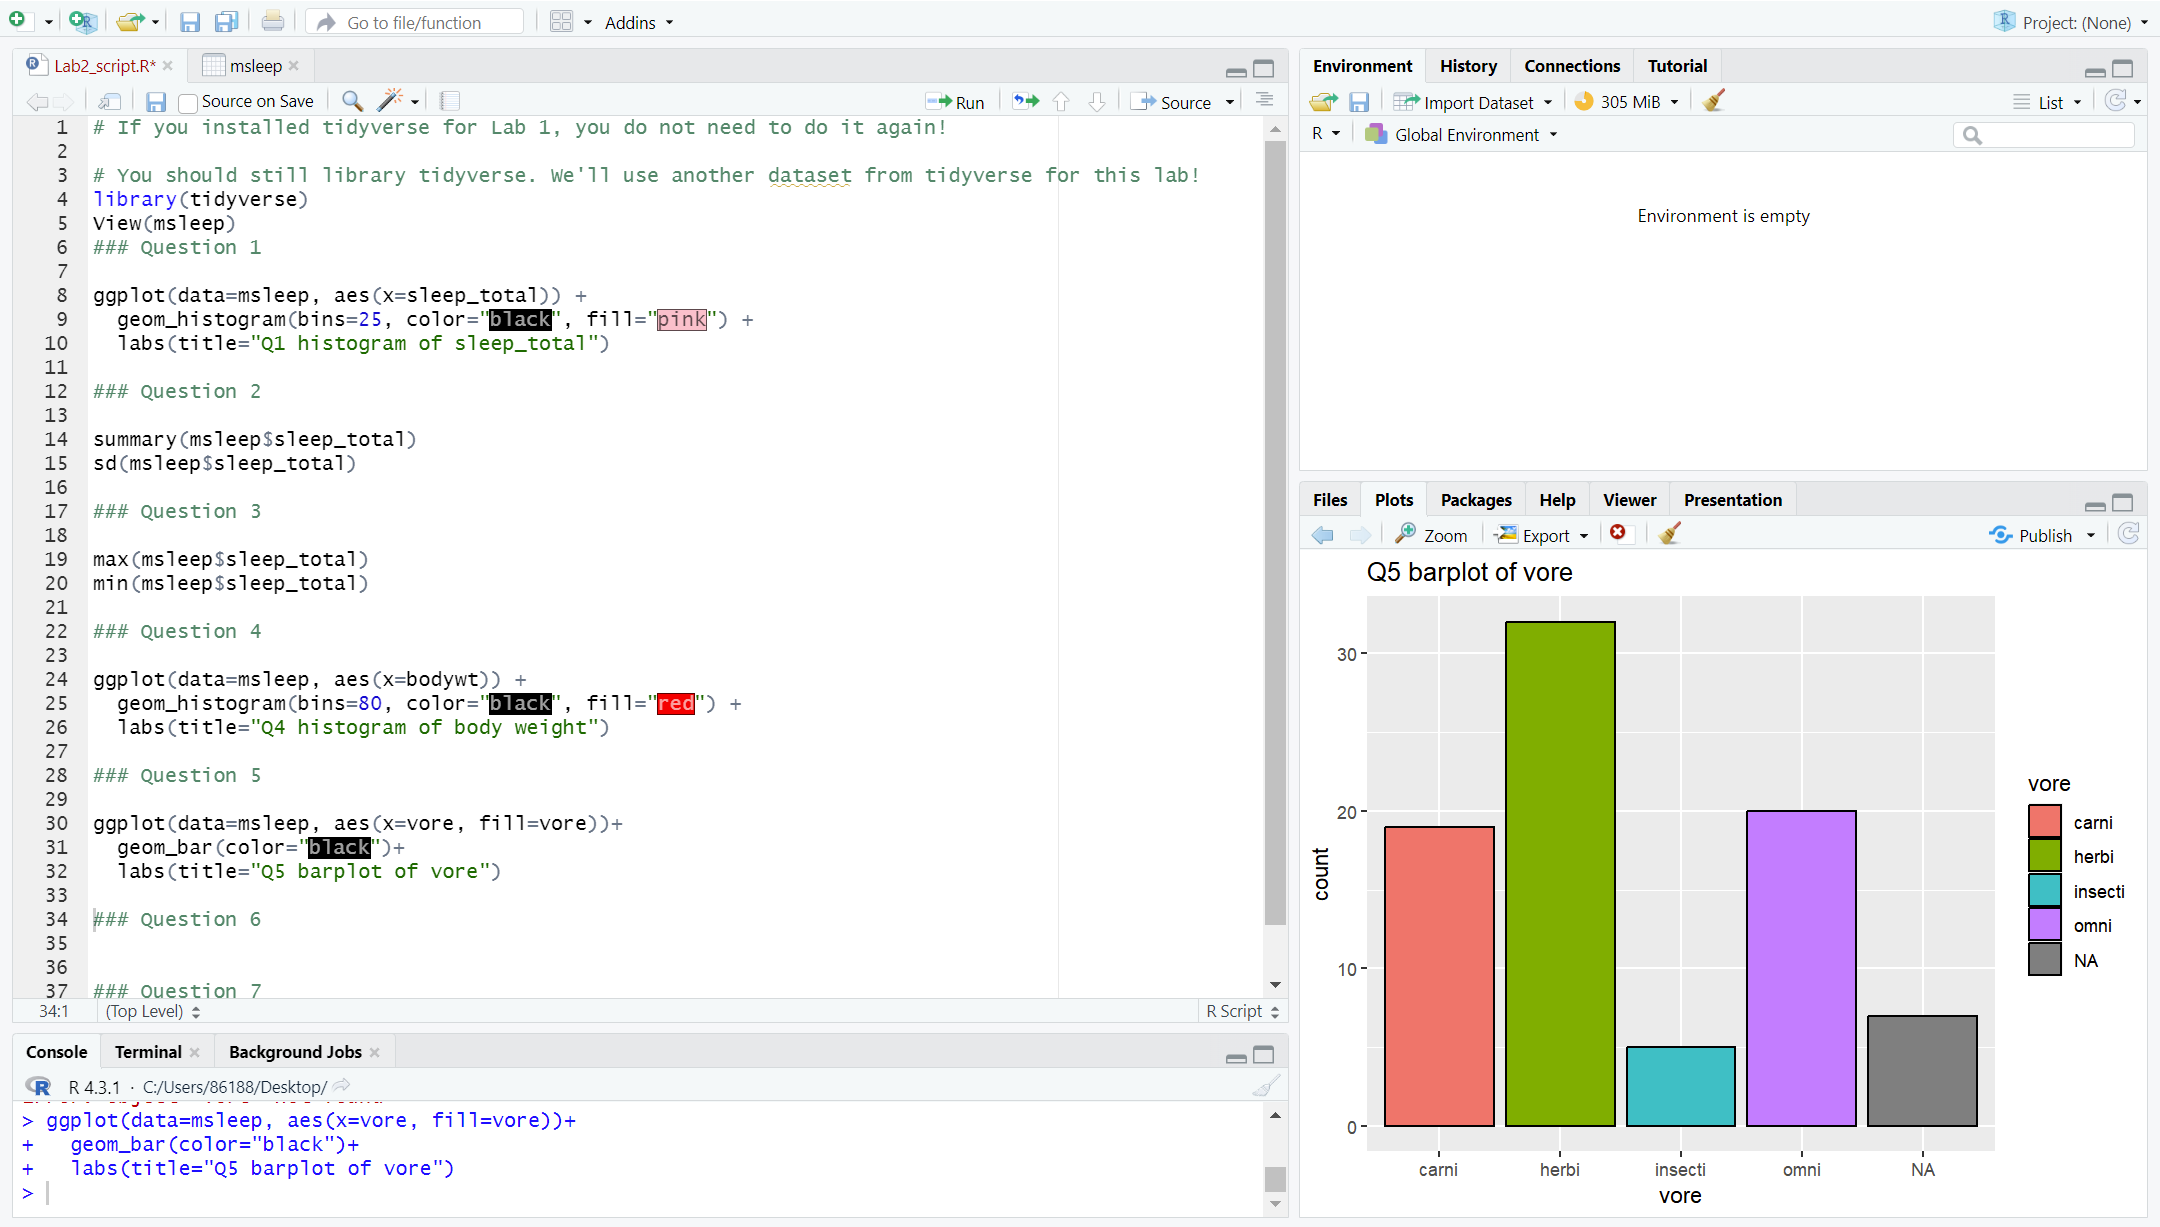 Go to file/function
Addins
Project: (None)
Lab2_script.R*
msleep
Source on Save
Run
Source
1 # If you installed tidyverse for Lab 1, you do not need to do it again!
2
3 # You should still library tidyverse. We'll use another dataset from tidyverse for this lab!
4 library(tidyverse)
5 View(msleep)
6 ### Question 1
7
8 ggplot(data=msleep, aes(x=sleep_total)) +
9   geom_histogram(bins=25, color="black", fill="pink") +
10   labs(title="Q1 histogram of sleep_total")
11
12 ### Question 2
13
14 summary(msleep$sleep_total)
15 sd(msleep$sleep_total)
16
17 ### Question 3
18
19 max(msleep$sleep_total)
20 min(msleep$sleep_total)
21
22 ### Question 4
23
24 ggplot(data=msleep, aes(x=bodywt)) +
25   geom_histogram(bins=80, color="black", fill="red") +
26   labs(title="Q4 histogram of body weight")
27
28 ### Question 5
29
30 ggplot(data=msleep, aes(x=vore, fill=vore))+
31   geom_bar(color="black")+
32   labs(title="Q5 barplot of vore")
33
34 ### Question 6
35
36
37 ### Question 7
34:1
(Top Level)
R Script
Console
Terminal
Background Jobs
R 4.3.1 · C:/Users/86188/Desktop/
> ggplot(data=msleep, aes(x=vore, fill=vore))+
+   geom_bar(color="black")+
+   labs(title="Q5 barplot of vore")
>
Environment
History
Connections
Tutorial
Import Dataset
305 MiB
List
R
Global Environment
Environment is empty
Files
Plots
Packages
Help
Viewer
Presentation
Zoom
Export
Publish
Q5 barplot of vore
30
20
10
0
count
carni
herbi
insecti
omni
NA
vore
vore
carni
herbi
insecti
omni
NA